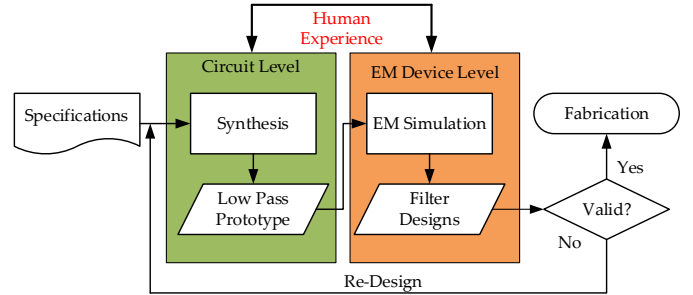 Human
Experience
Circuit Level
EM Device Level
Specifications
Synthesis
EM Simulation
Fabrication
Low Pass
Prototype
Filter
Designs
Valid?
Yes
No
Re-Design